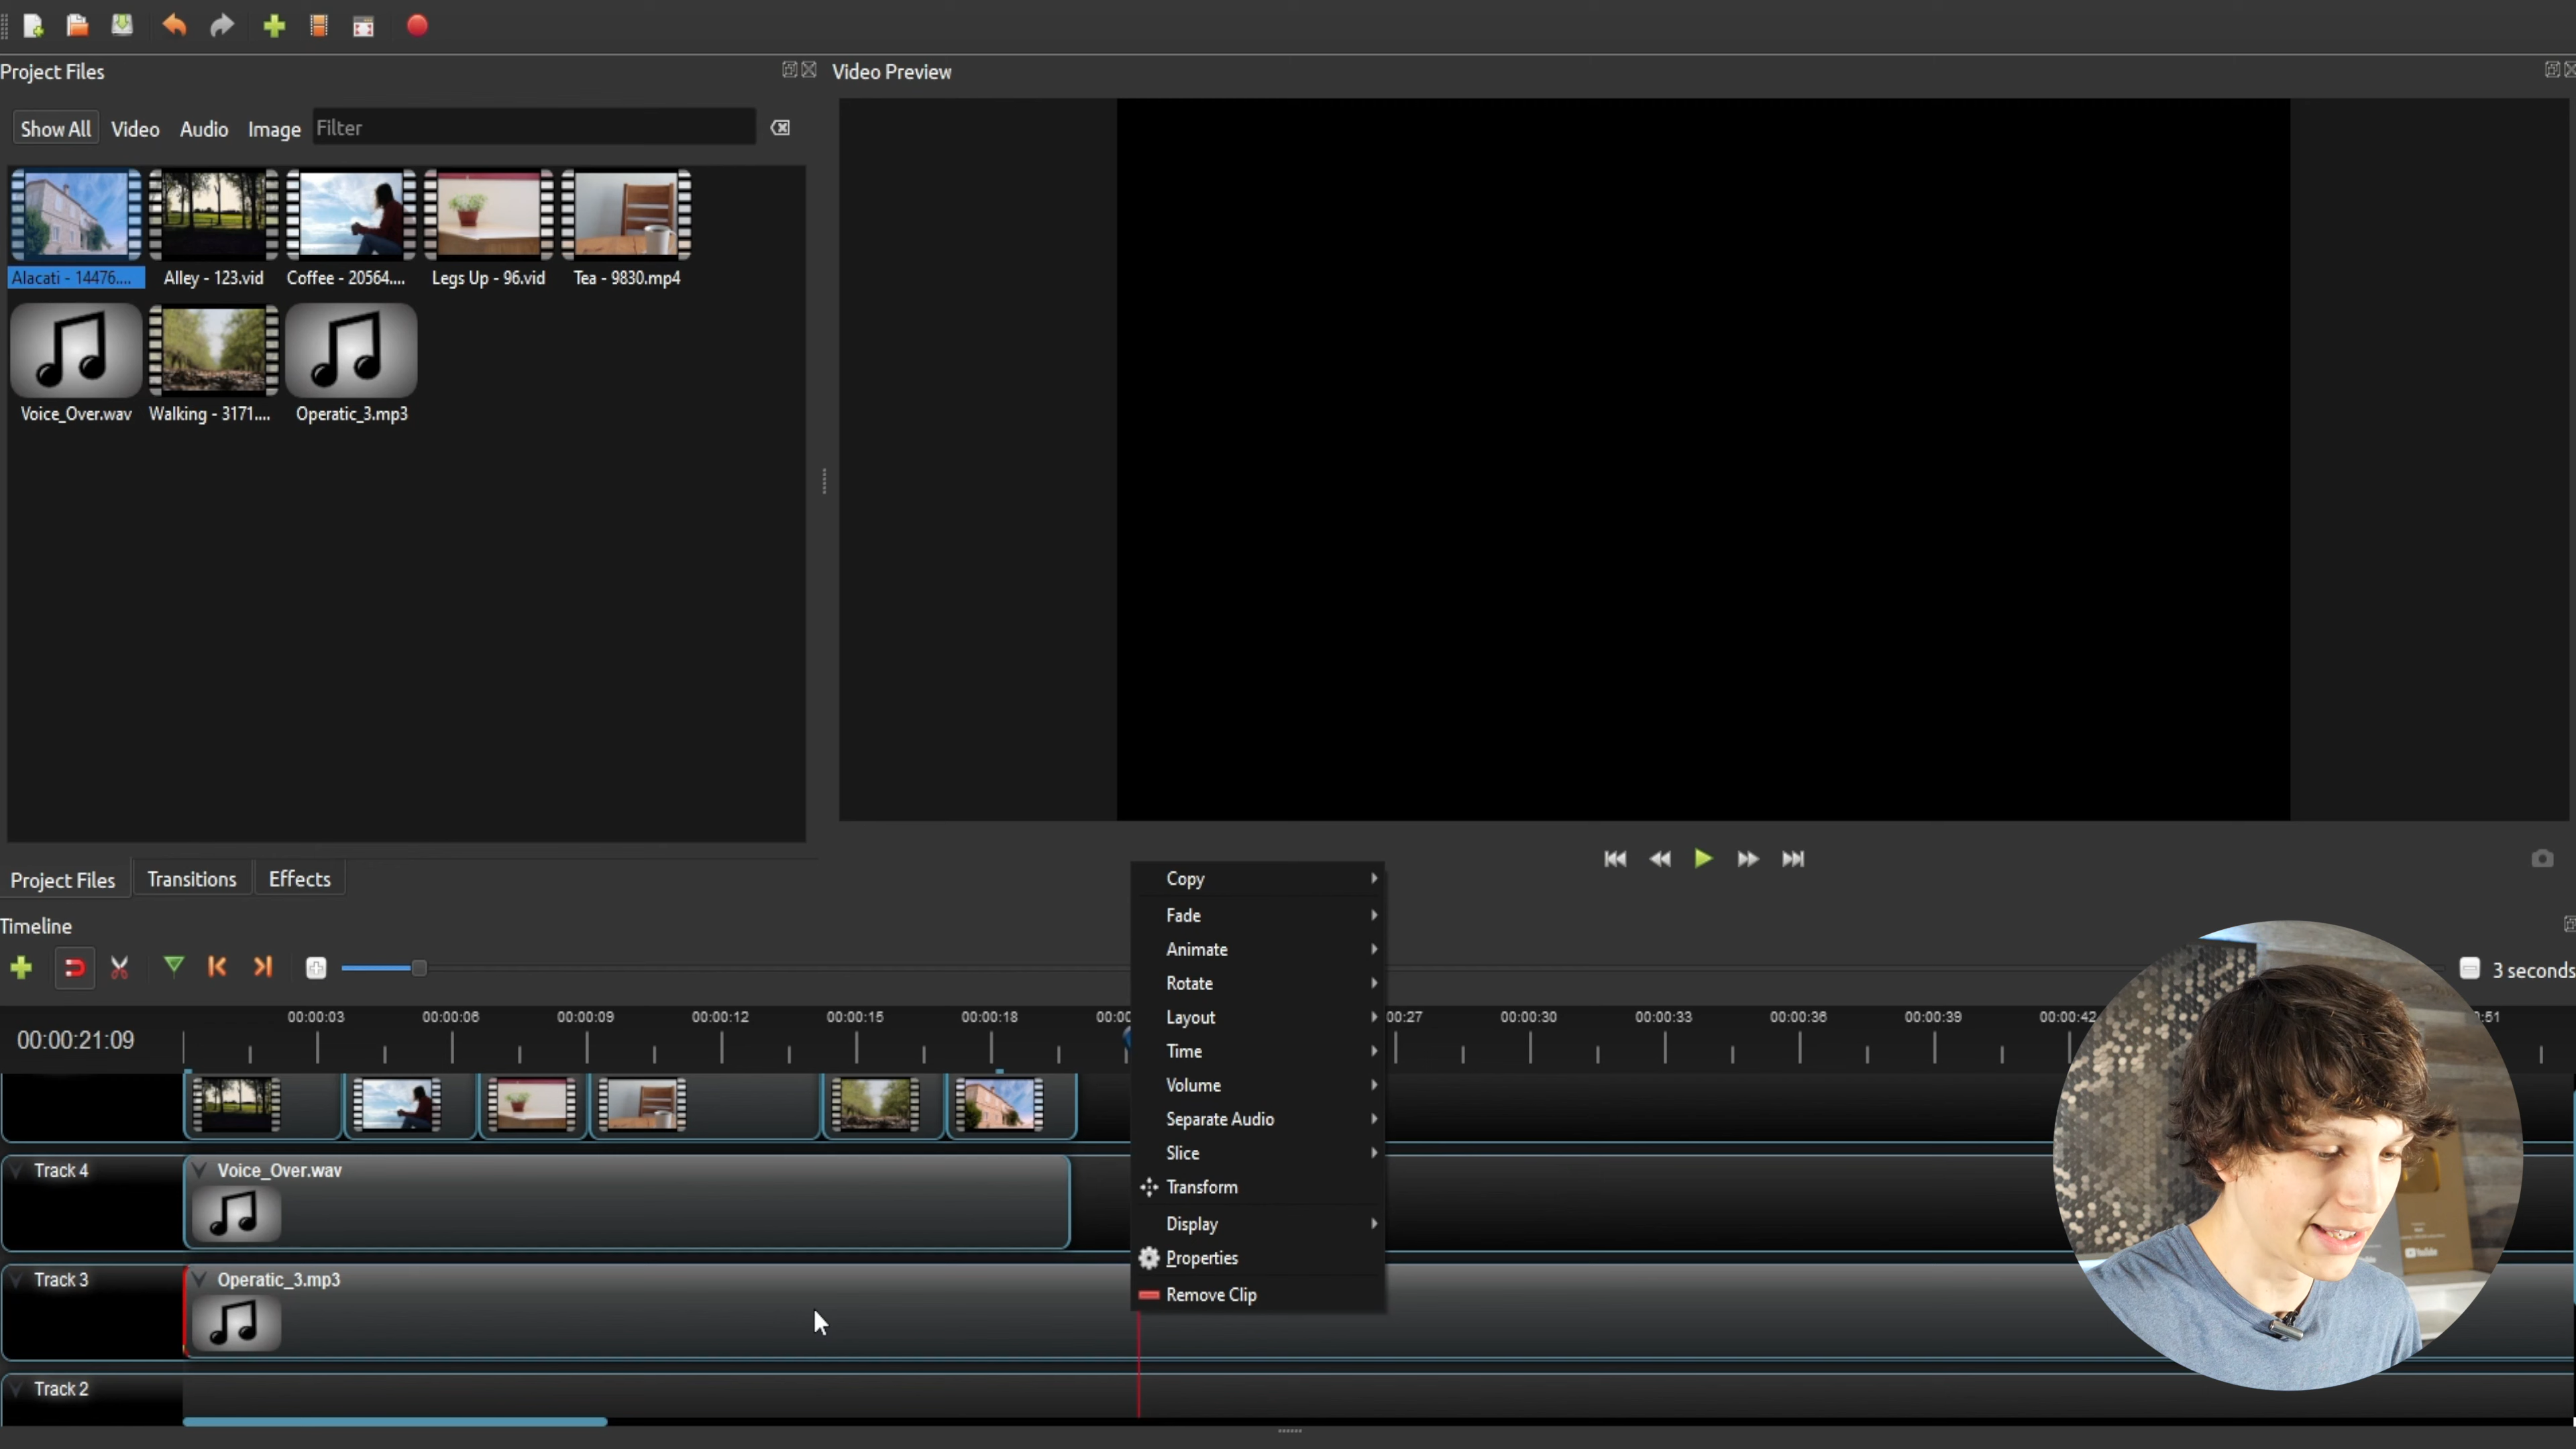 Project Files
Video Preview
Show All Video Audio Image Filter
Alacati - 14476.... Alley - 123.vid Coffee - 20564.... Legs Up - 96.vid Tea - 9830.mp4
Voice_Over.wav Walking - 3171.... Operatic_3.mp3
Project Files Transitions Effects
Timeline
3 seconds
00:00:21:09
00:00:03 00:00:06 00:00:09 00:00:12 00:00:15 00:00:18 00:00 00:27 00:00:30 00:00:33 00:00:36 00:00:39 00:00:42 :51
Copy
Fade
Animate
Rotate
Layout
Time
Volume
Separate Audio
Slice
Transform
Display
Properties
Remove Clip
Track 4 Voice_Over.wav
Track 3 Operatic_3.mp3
Track 2
YouTube